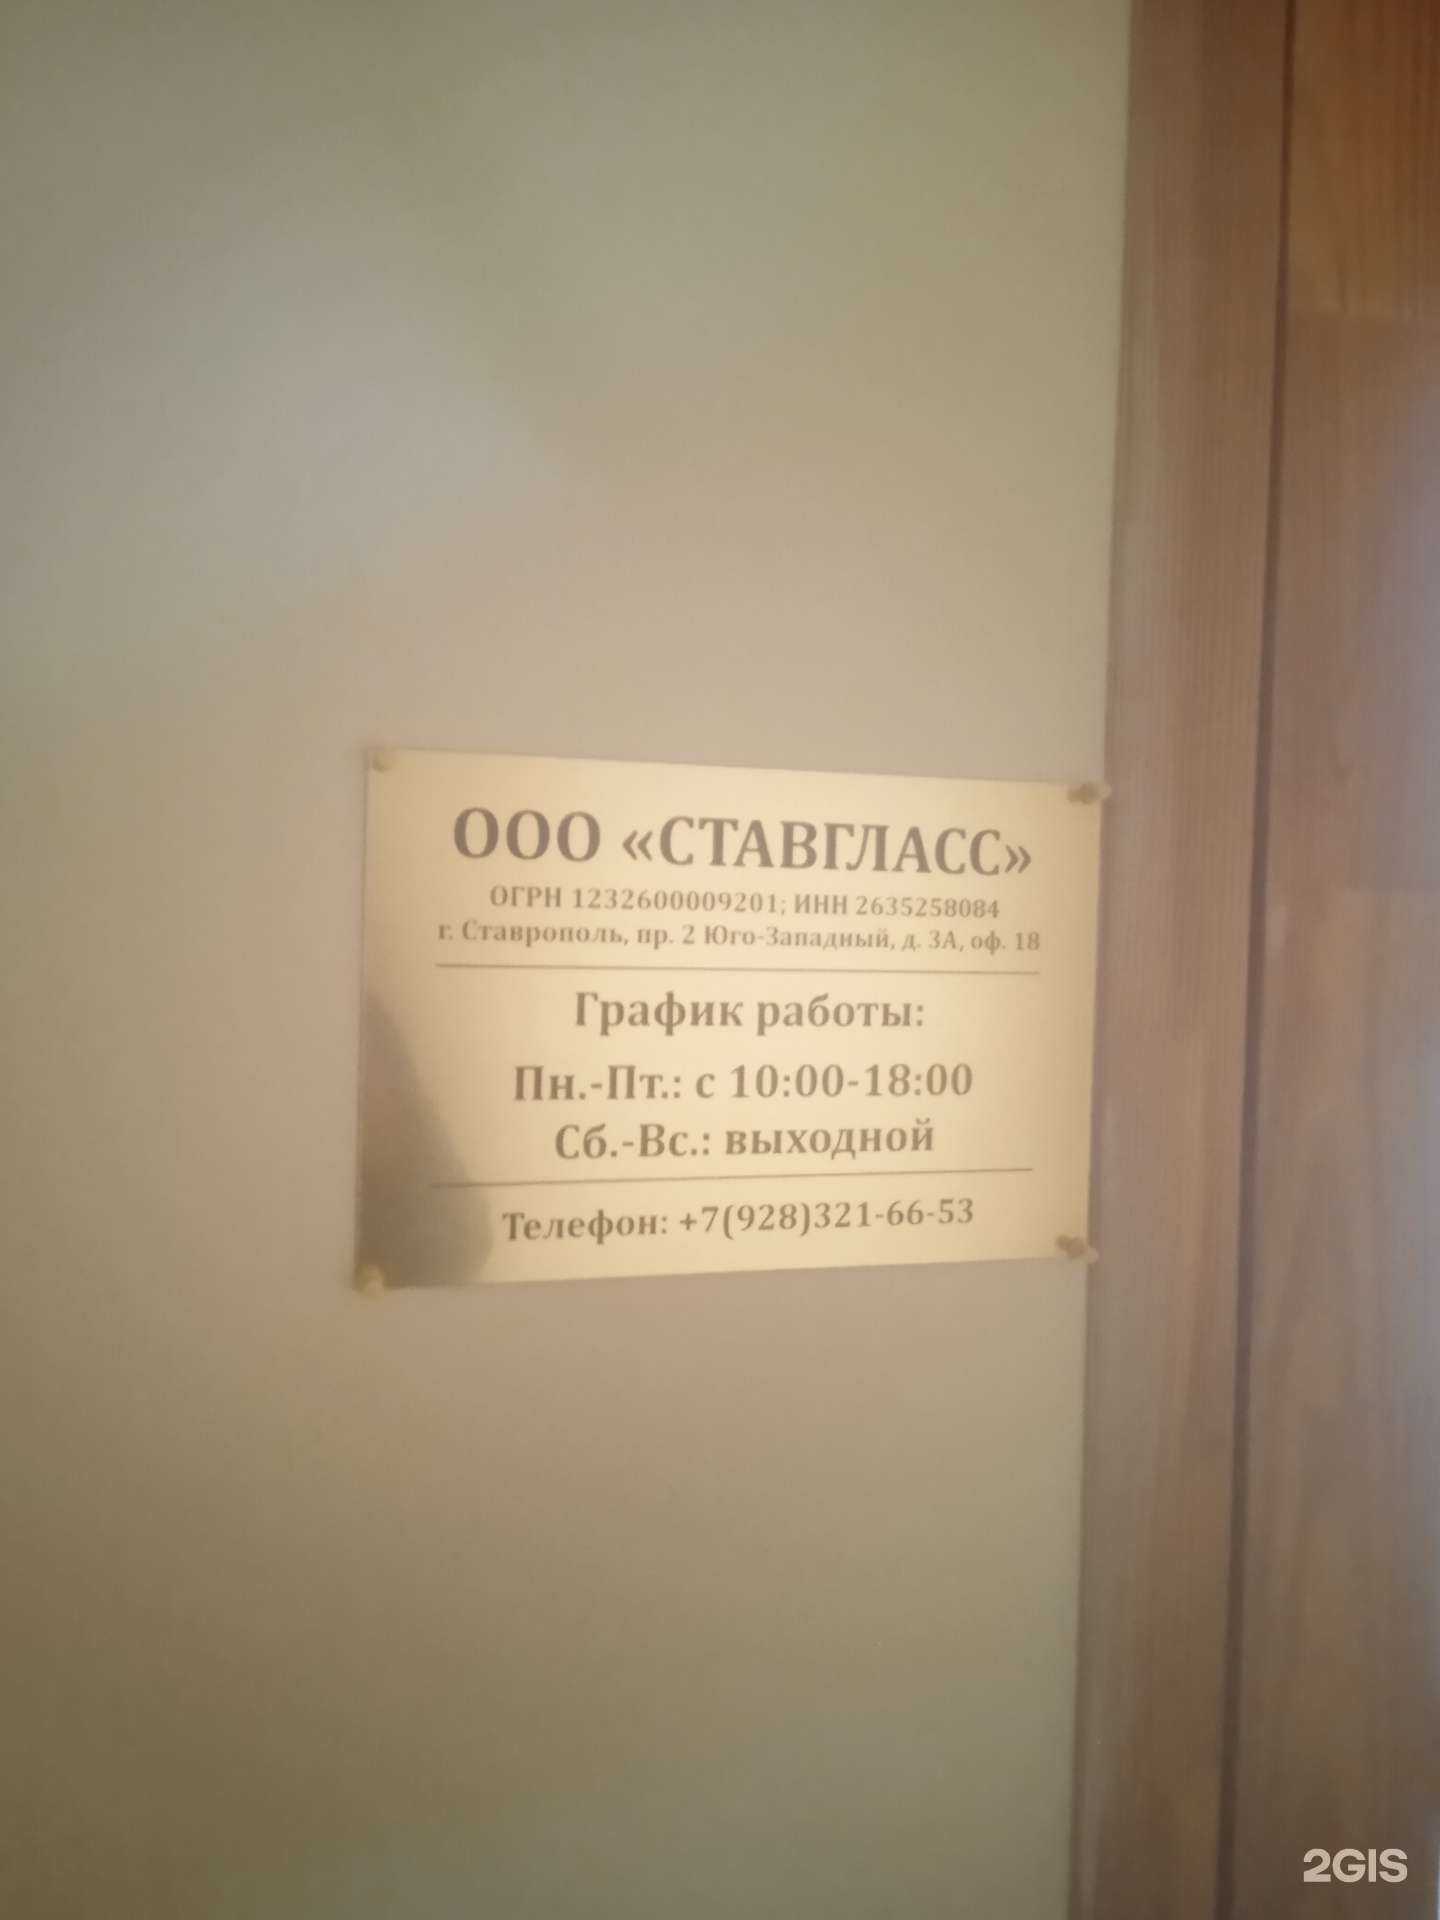 ООО «СТАВГЛАСС»
ОГРН 1232600009201; ИНН 2635258084
г. Ставрополь, пр. 2 Юго-Западный, д. 3А, оф. 18
График работы:
Пн.-Пт.: с 10:00-18:00
Сб.-Вс.: выходной
Телефон: +7(928)321-66-53
2GIS